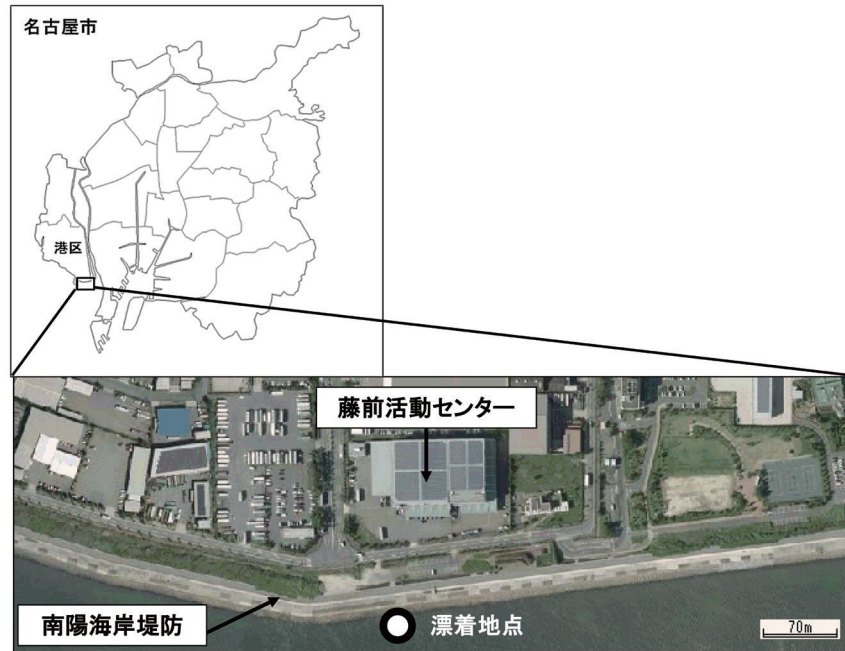 名古屋市
港区
藤前活動センター
南陽海岸堤防
漂着地点
70m